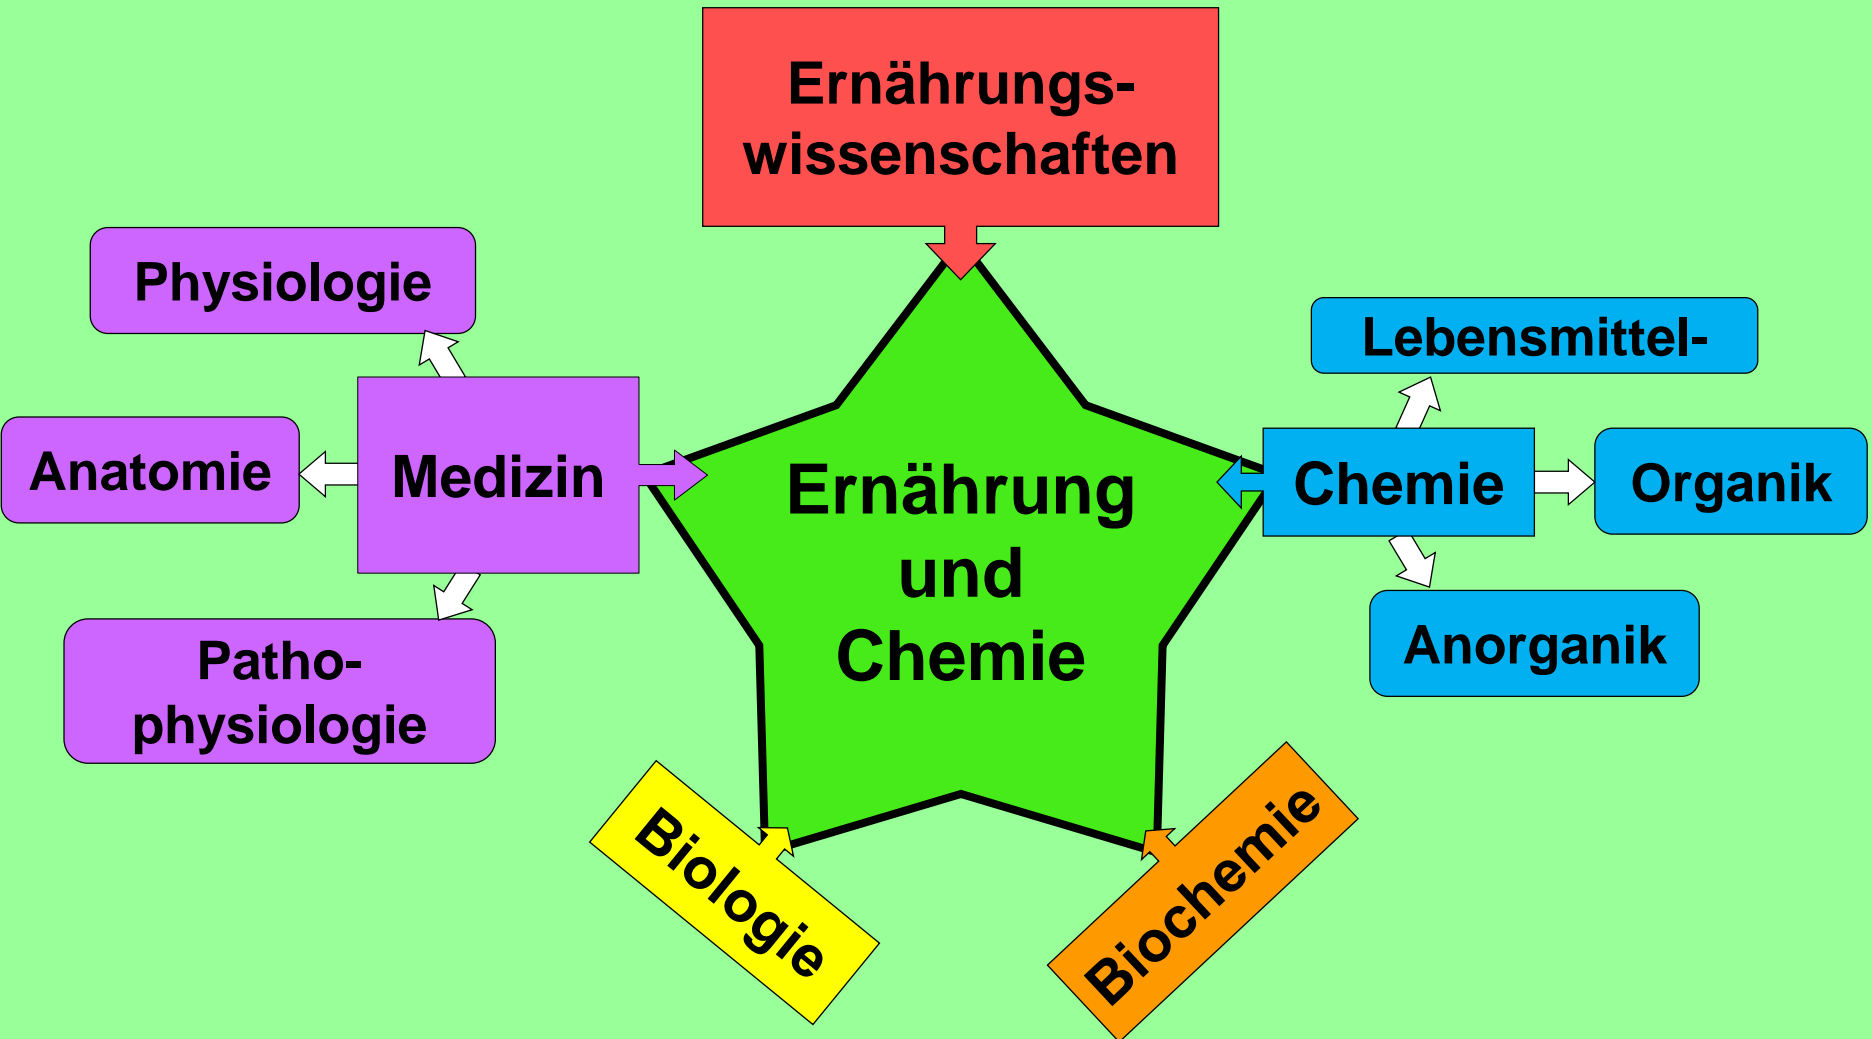 Ernährungs-
wissenschaften
Physiologie
Anatomie
Medizin
Patho-
physiologie
Ernährung
und
Chemie
Lebensmittel-
Chemie
Organik
Anorganik
Biologie
Biochemie